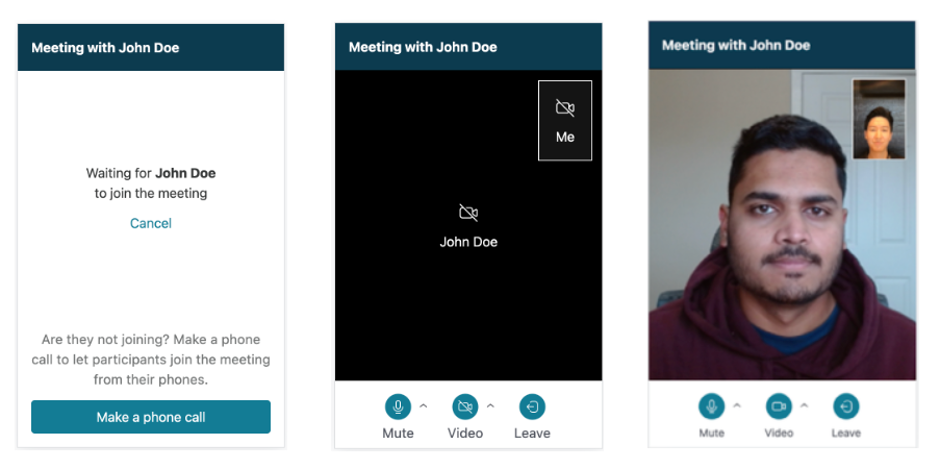 Meeting with John Doe
Waiting for John Doe
to join the meeting
Cancel
Are they not joining? Make a phone
call to let participants join the meeting
from their phones.
Make a phone call
Meeting with John Doe
Me
John Doe
Mute
Video
Leave
Meeting with John Doe
Mute
Video
Leave